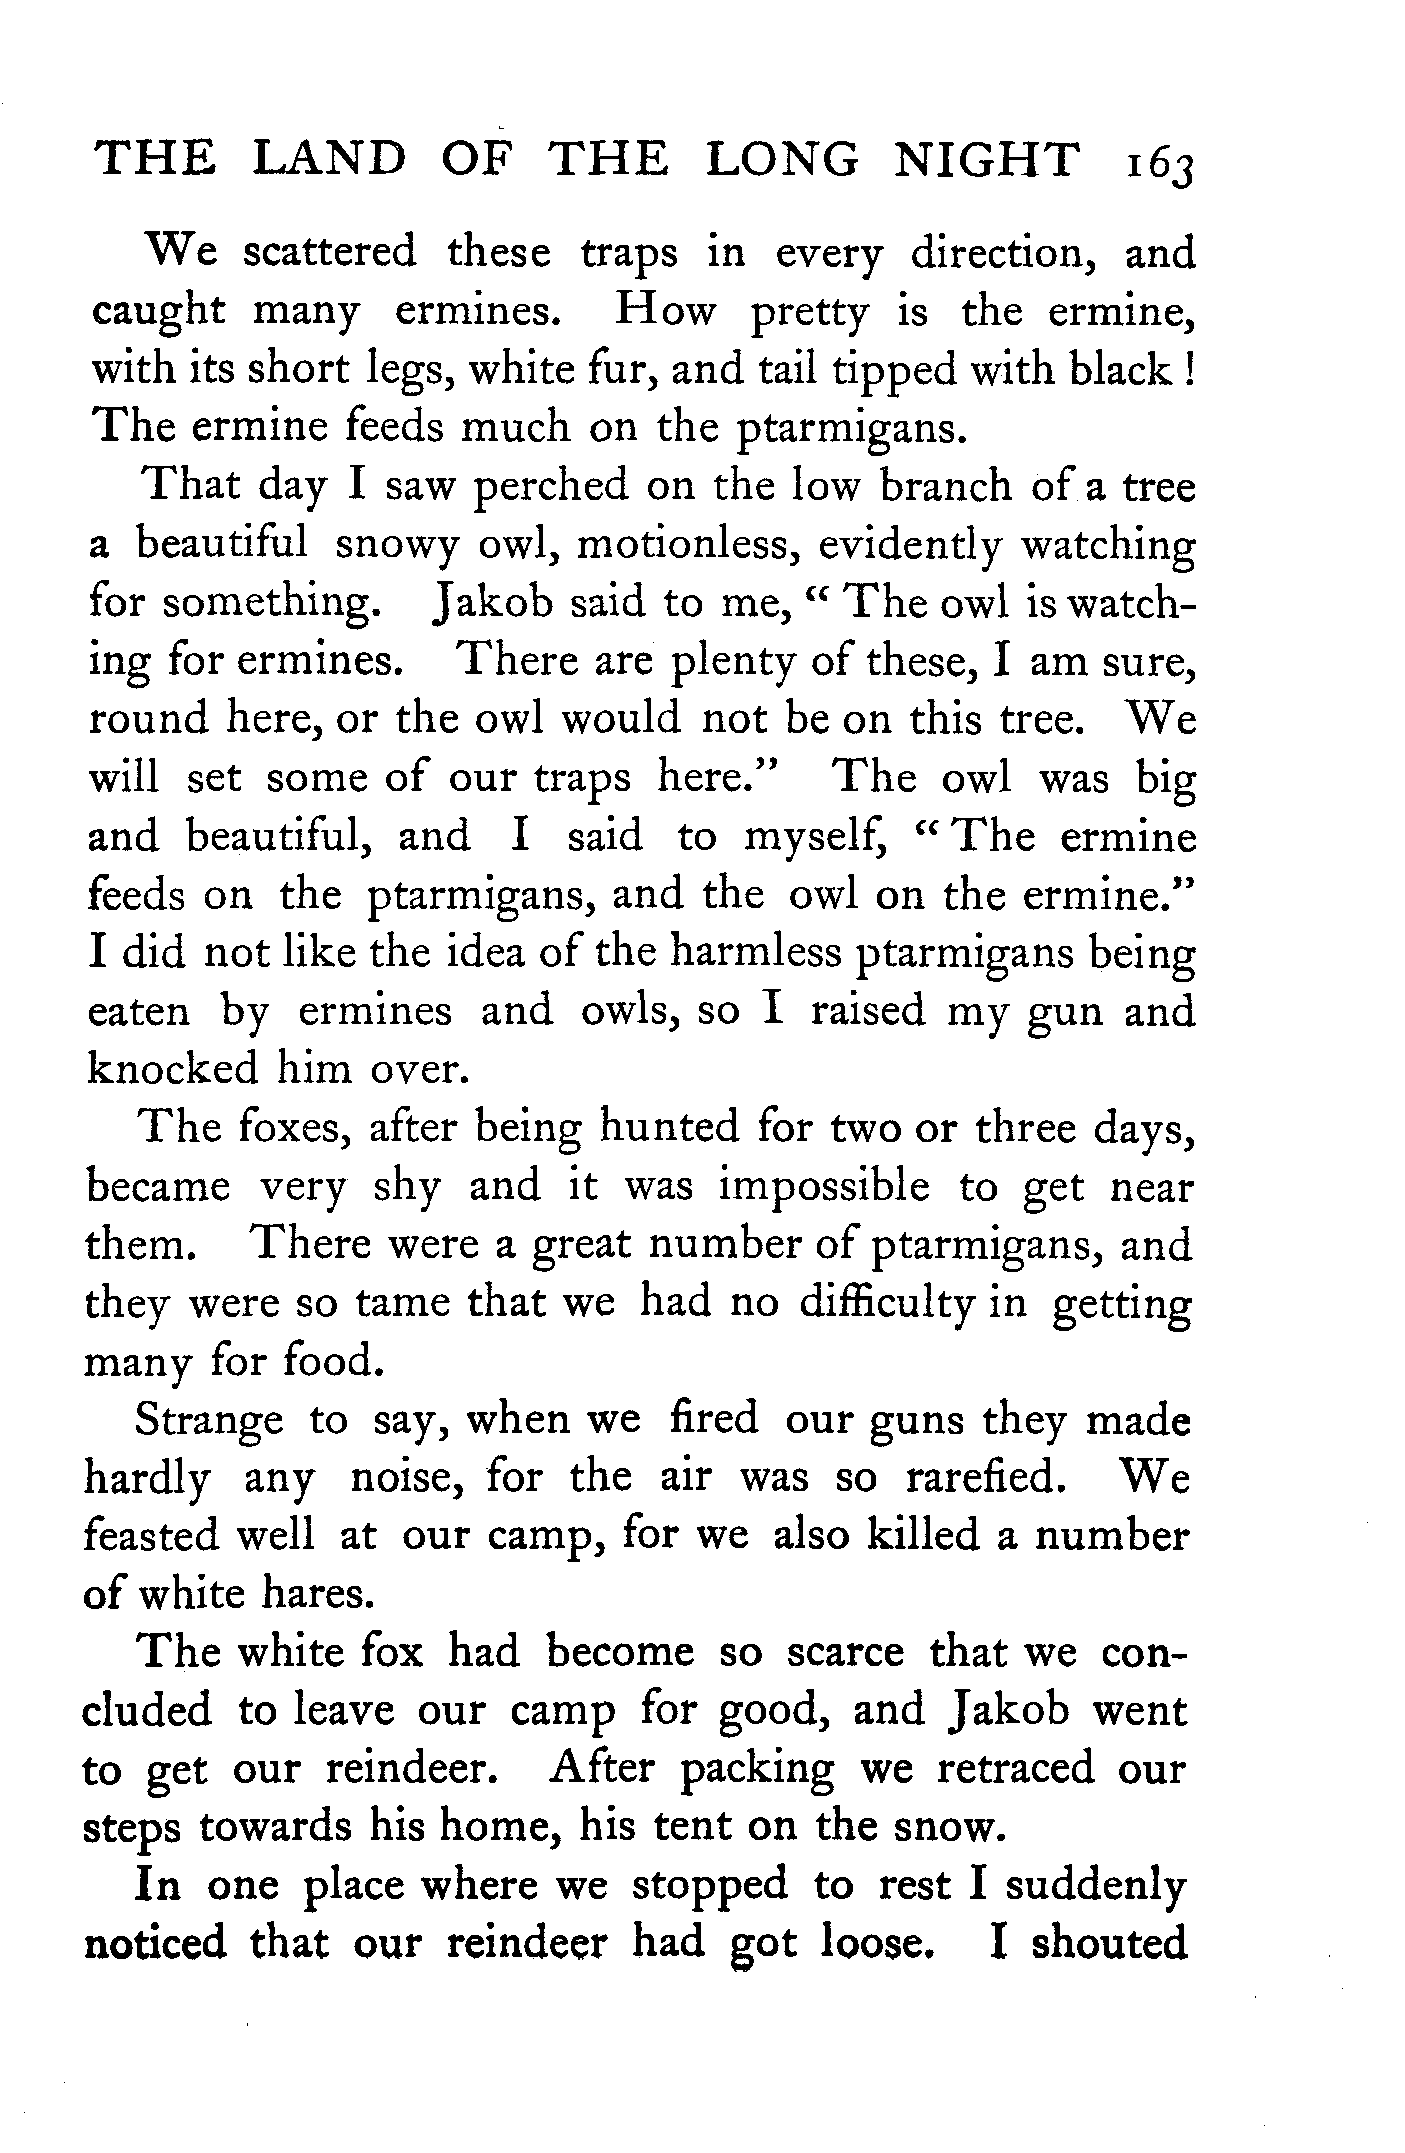 THE LAND OF THE LONG NIGHT 163
We scattered these traps in every direction, and
caught many ermines. How pretty is the ermine,
with its short legs, white fur, and tail tipped with black !
The ermine feeds much on the ptarmigans.
That day I saw perched on the low branch of a tree
a beautiful snowy owl, motionless, evidently watching
for something. Jakob said to me, “ The owl is watch-
ing for ermines. There are plenty of these, I am sure,
round here, or the owl would not be on this tree. We
will set some of our traps here.” The owl was big
and beautiful, and I said to myself, “ The ermine
feeds on the ptarmigans, and the owl on the ermine.”
I did not like the idea of the harmless ptarmigans being
eaten by ermines and owls, so I raised my gun and
knocked him over.
The foxes, after being hunted for two or three days,
became very shy and it was impossible to get near
them. There were a great number of ptarmigans, and
they were so tame that we had no difficulty in getting
many for food.
Strange to say, when we fired our guns they made
hardly any noise, for the air was so rarefied. We
feasted well at our camp, for we also killed a number
of white hares.
The white fox had become so scarce that we con-
cluded to leave our camp for good, and Jakob went
to get our reindeer. After packing we retraced our
steps towards his home, his tent on the snow.
In one place where we stopped to rest I suddenly
noticed that our reindeer had got loose. I shouted